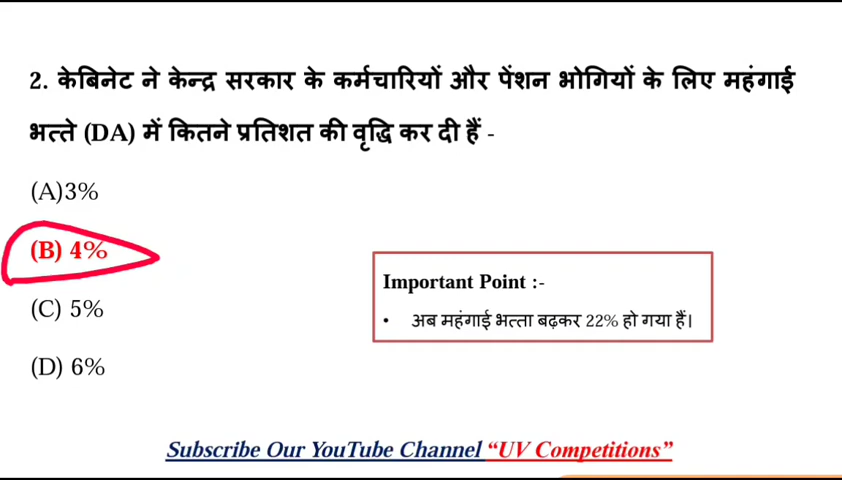 2. केबिनेट ने केन्द्र सरकार के कर्मचारियों और पेंशन भोगियों के लिए महंगाई
भत्ते (DA) में कितने प्रतिशत की वृद्धि कर दी हैं -
(A)3%
(B) 4%
(C) 5%
(D) 6%
Important Point :-
• अब महंगाई भत्ता बढ़कर 22% हो गया हैं।
Subscribe Our YouTube Channel “UV Competitions”